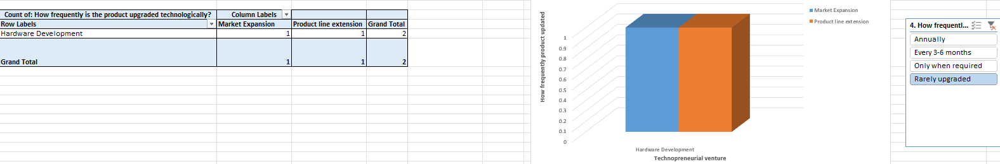 Count of: How frequently is the product upgraded technologically? Column Labels
Row Labels Market Expansion Product line extension Grand Total
Hardware Development 1 1 2
Grand Total 1 1 2
How frequently product updated
1
0.9
0.8
0.7
0.6
0.5
0.4
0.3
0.2
0.1
0
Hardware Development
Technopreneurial venture
Market Expansion
Product line extension
4. How frequentl...
Annually
Every 3-6 months
Only when required
Rarely upgraded